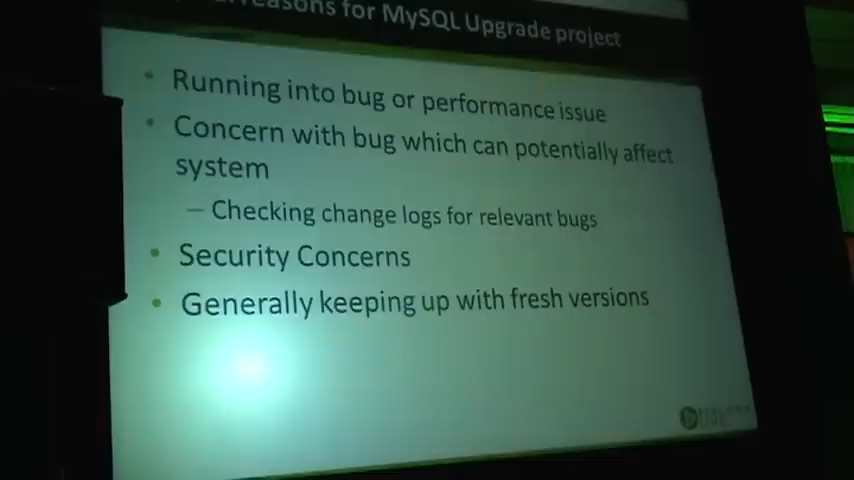 Reasons for MySQL Upgrade project
• Running into bug or performance issue
• Concern with bug which can potentially affect
system
– Checking change logs for relevant bugs
• Security Concerns
• Generally keeping up with fresh versions